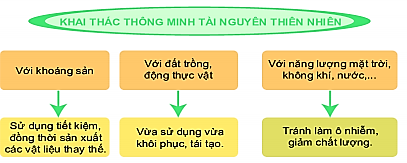 KHAI THÁC THÔNG MINH TÀI NGUYÊN THIÊN NHIÊN
Với khoáng sản
Với đất trồng,
động thực vật
Với năng lượng mặt trời,
không khí, nước,...
Sử dụng tiết kiệm,
đồng thời sản xuất
các vật liệu thay thế.
Vừa sử dụng vừa
khôi phục, tái tạo.
Tránh làm ô nhiễm,
giảm chất lượng.